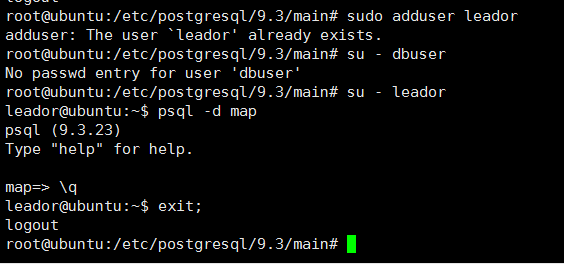 logout
root@ubuntu:/etc/postgresql/9.3/main# sudo adduser leador
adduser: The user `leador' already exists.
root@ubuntu:/etc/postgresql/9.3/main# su - dbuser
No passwd entry for user 'dbuser'
root@ubuntu:/etc/postgresql/9.3/main# su - leador
leador@ubuntu:~$ psql -d map
psql (9.3.23)
Type "help" for help.
map=> \q
leador@ubuntu:~$ exit;
logout
root@ubuntu:/etc/postgresql/9.3/main#